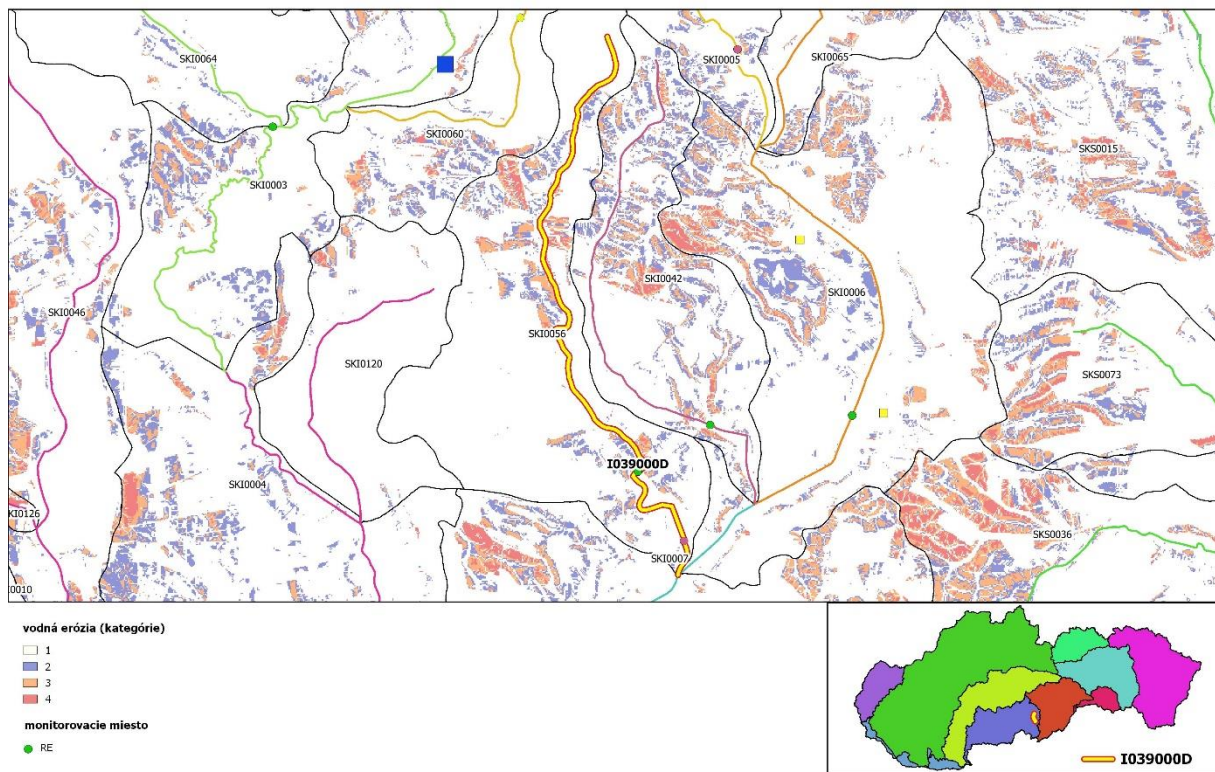 SKI0064
SKI0005
SKI0065
SKI0060
SKS0015
SKI0003
SKI0042
SKI0006
SKI0046
SKI0056
SKI0120
SKS0073
I039000D
SKI0004
KI0126
SKS0036
SKI0007
I0010
vodná erózia (kategórie)
1
2
3
4
monitorovacie miesto
RE
I039000D